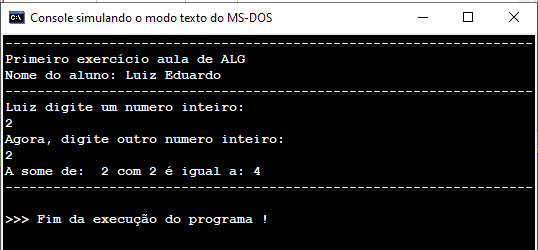 Console simulando o modo texto do MS-DOS
------------------------------------------------------------------
Primeiro exercício aula de ALG
Nome do aluno: Luiz Eduardo
------------------------------------------------------------------
Luiz digite um numero inteiro:
2
Agora, digite outro numero inteiro:
2
A some de:  2 com 2 é igual a: 4
------------------------------------------------------------------
>>> Fim da execução do programa !